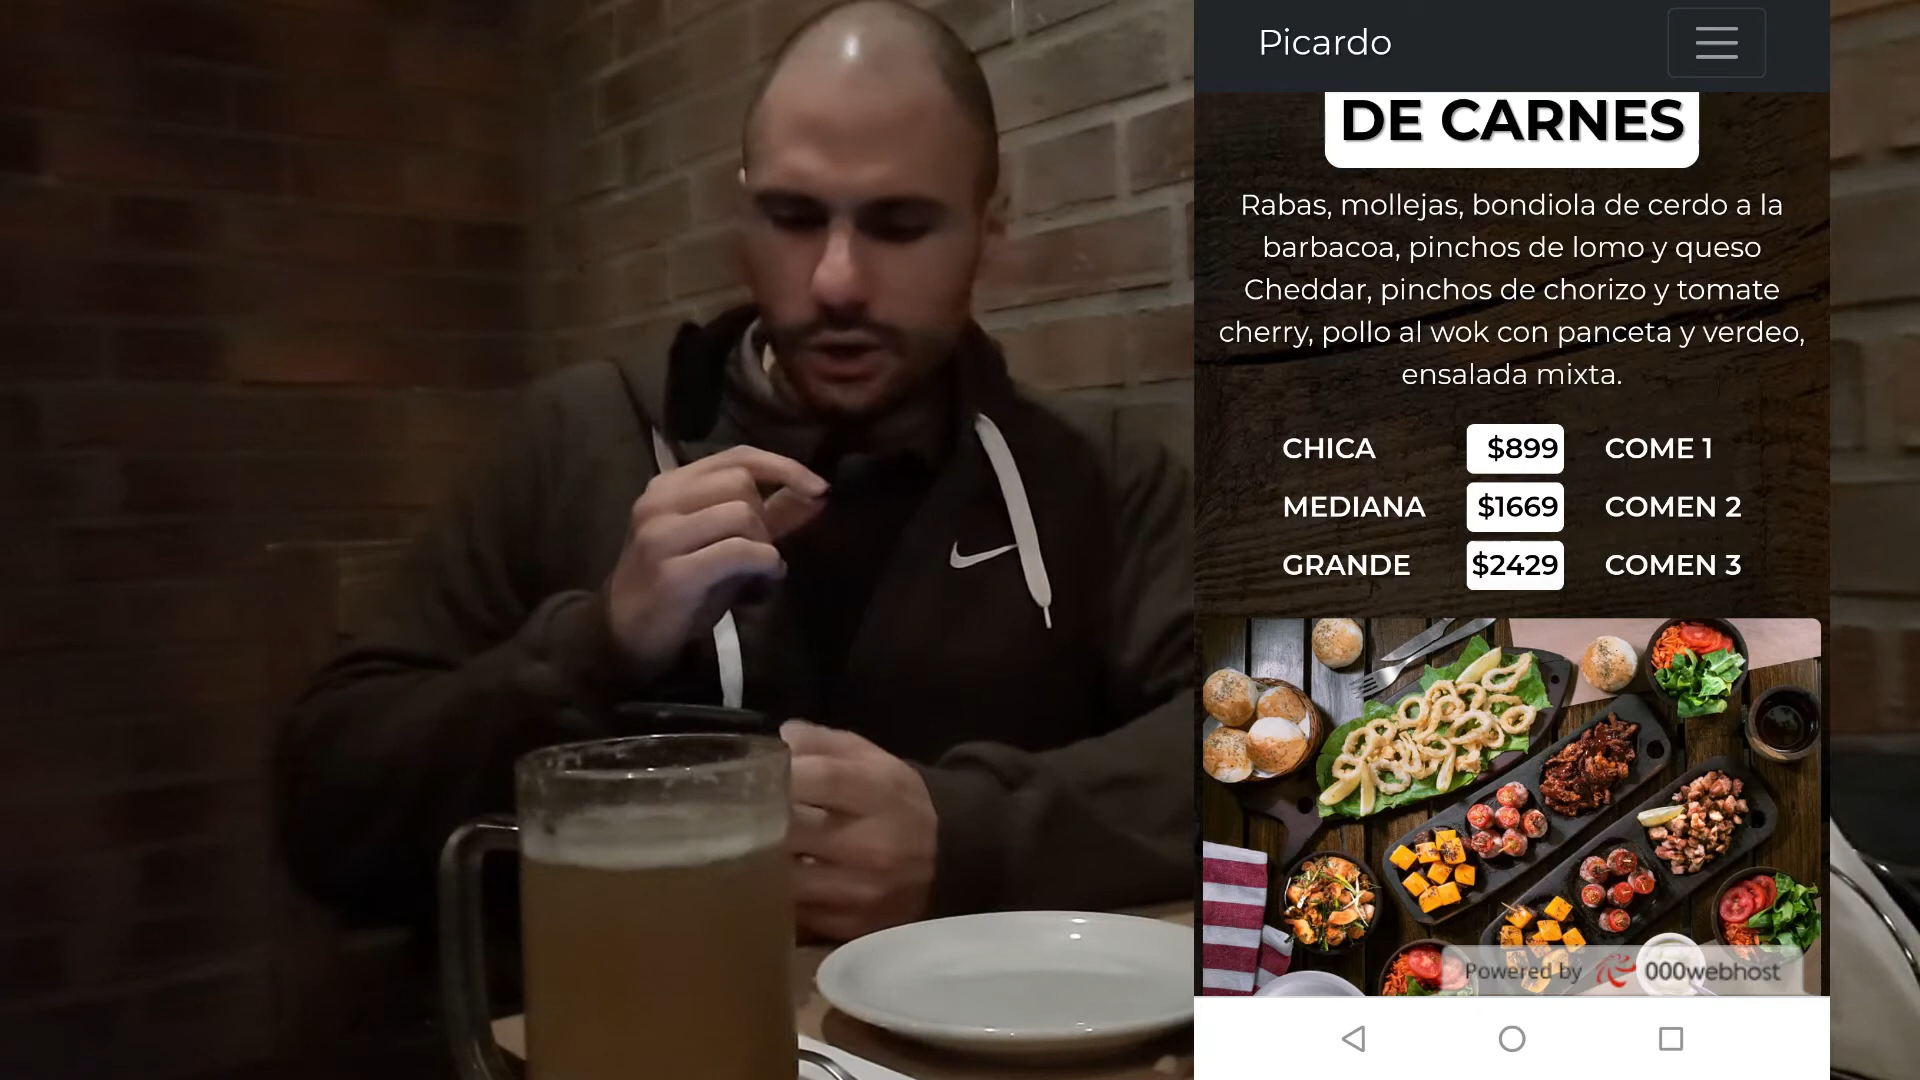 Picardo
DE CARNES
Rabas, mollejas, bondiola de cerdo a la
barbacoa, pinchos de lomo y queso
Cheddar, pinchos de chorizo y tomate
cherry, pollo al wok con panceta y verdeo,
ensalada mixta.
CHICA $899 COME 1
MEDIANA $1669 COMEN 2
GRANDE $2429 COMEN 3
Powered by 000webhost